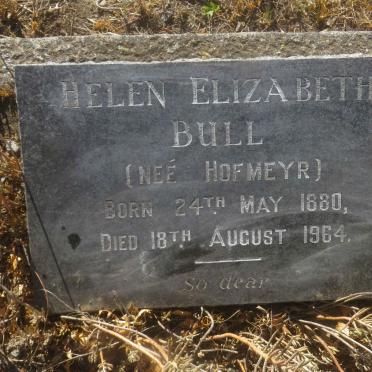 HELEN ELIZABETH
BULL
(NEÉ HOFMEYR)
BORN 24TH. MAY 1880,
DIED 18TH AUGUST 1964.
So dear